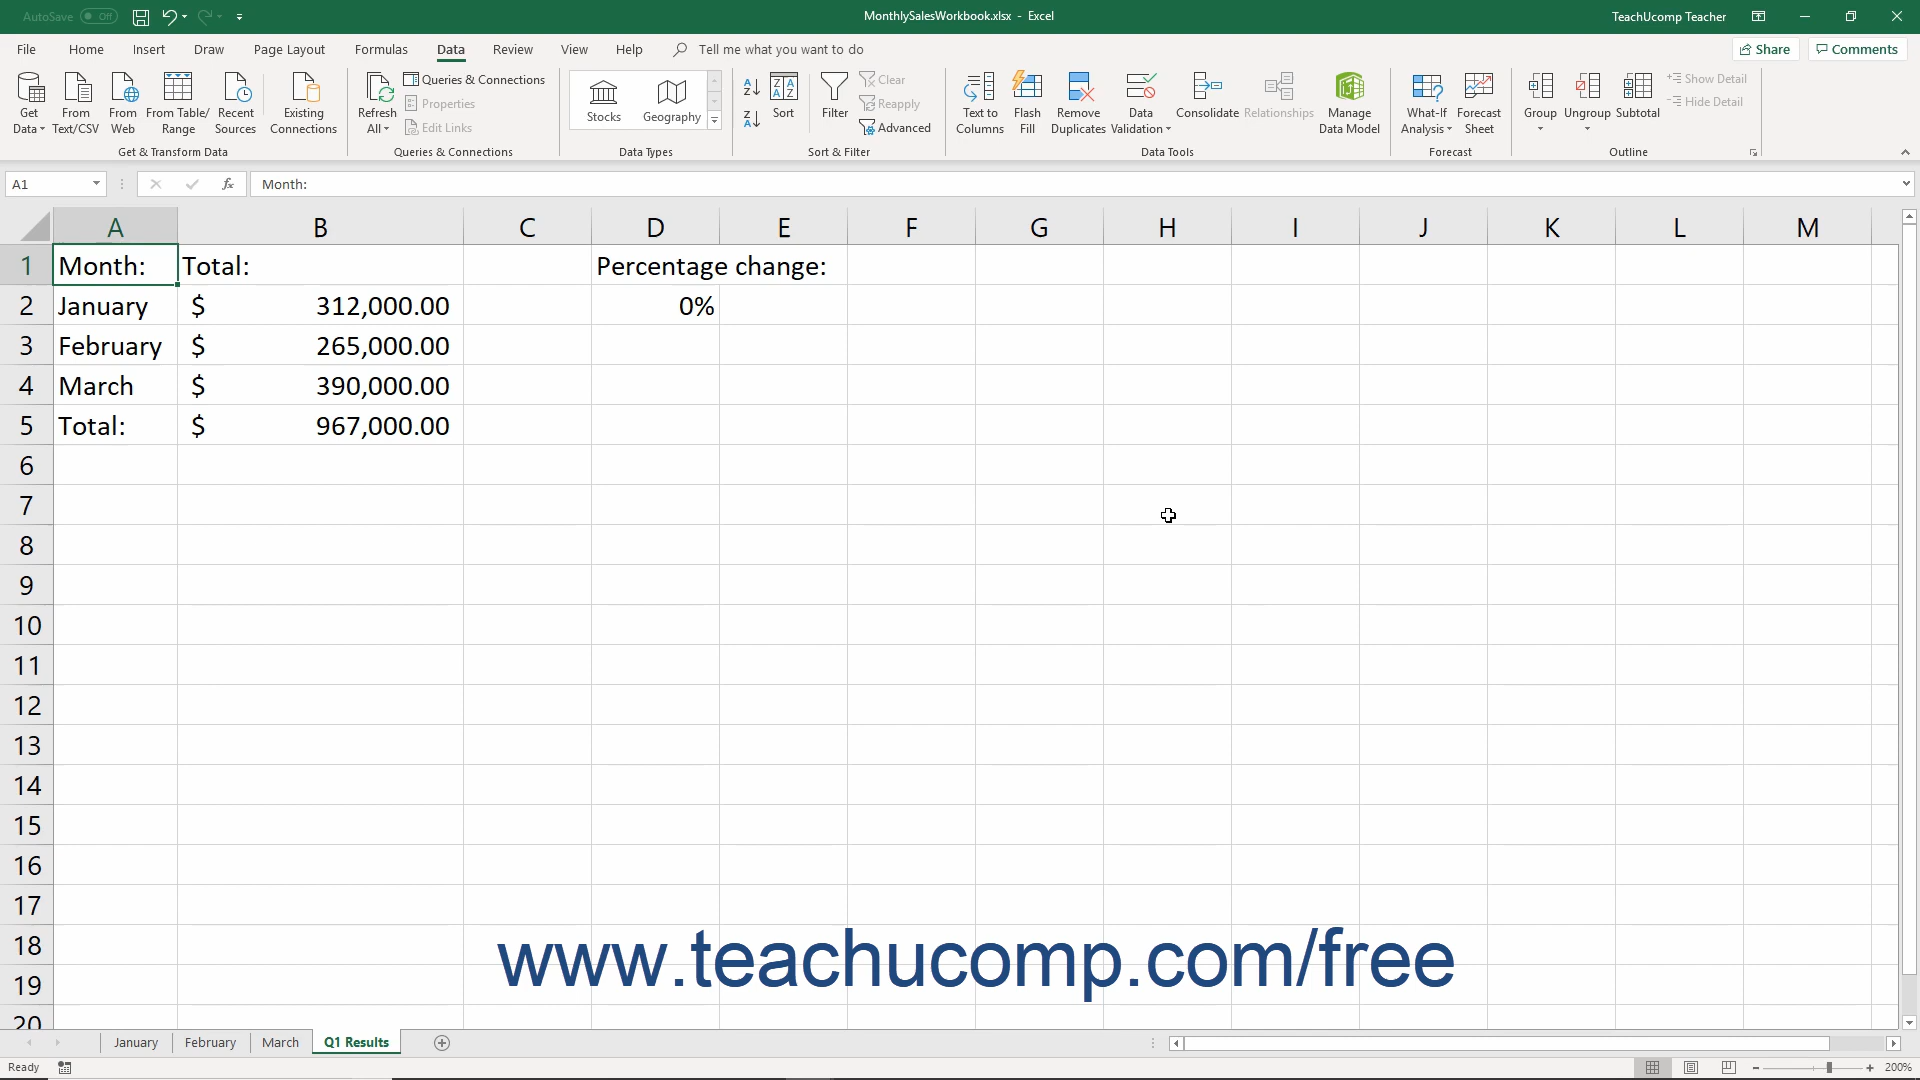 AutoSave Off MonthlySalesWorkbook.xlsx - Excel TeachUcomp Teacher
File Home Insert Draw Page Layout Formulas Data Review View Help Tell me what you want to do Share Comments
Get Data From Text/CSV From Web From Table/ Range Recent Sources Existing Connections
Get & Transform Data
Refresh All Queries & Connections Properties Edit Links
Queries & Connections
Stocks Geography
Data Types
Sort Filter Clear Reapply Advanced
Sort & Filter
Text to Columns Flash Fill Remove Duplicates Data Validation Consolidate Relationships Manage Data Model
Data Tools
What-If Analysis Forecast Sheet
Forecast
Group Ungroup Subtotal Show Detail Hide Detail
Outline
A1 fx Month:
A B C D E F G H I J K L M
1 Month: Total: Percentage change:
2 January $ 312,000.00 0%
3 February $ 265,000.00
4 March $ 390,000.00
5 Total: $ 967,000.00
6
7
8
9
10
11
12
13
14
15
16
17
18
www.teachucomp.com/free
19
20
January February March Q1 Results
Ready 200%